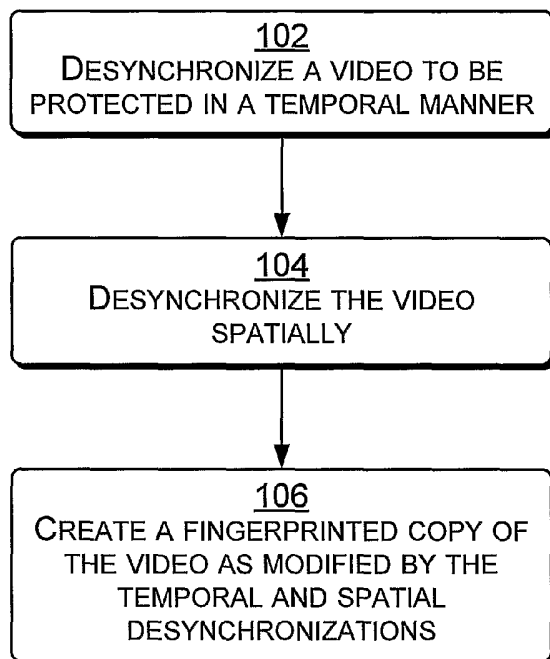 102
DESYNCHRONIZE A VIDEO TO BE
PROTECTED IN A TEMPORAL MANNER
104
DESYNCHRONIZE THE VIDEO
SPATIALLY
106
CREATE A FINGERPRINTED COPY OF
THE VIDEO AS MODIFIED BY THE
TEMPORAL AND SPATIAL
DESYNCHRONIZATIONS